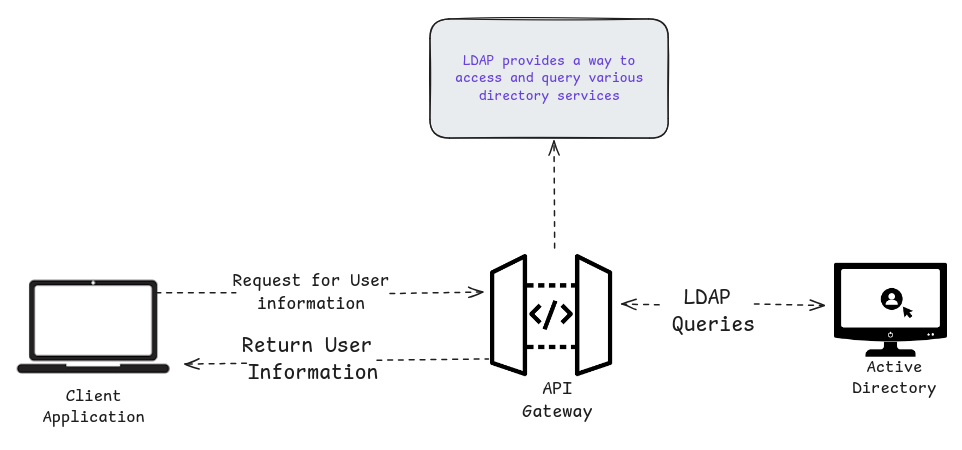 LDAP provides a way to
access and query various
directory services
Request for User
information
Return User
Information
</>
LDAP
Queries
Client
Application
API
Gateway
Active
Directory